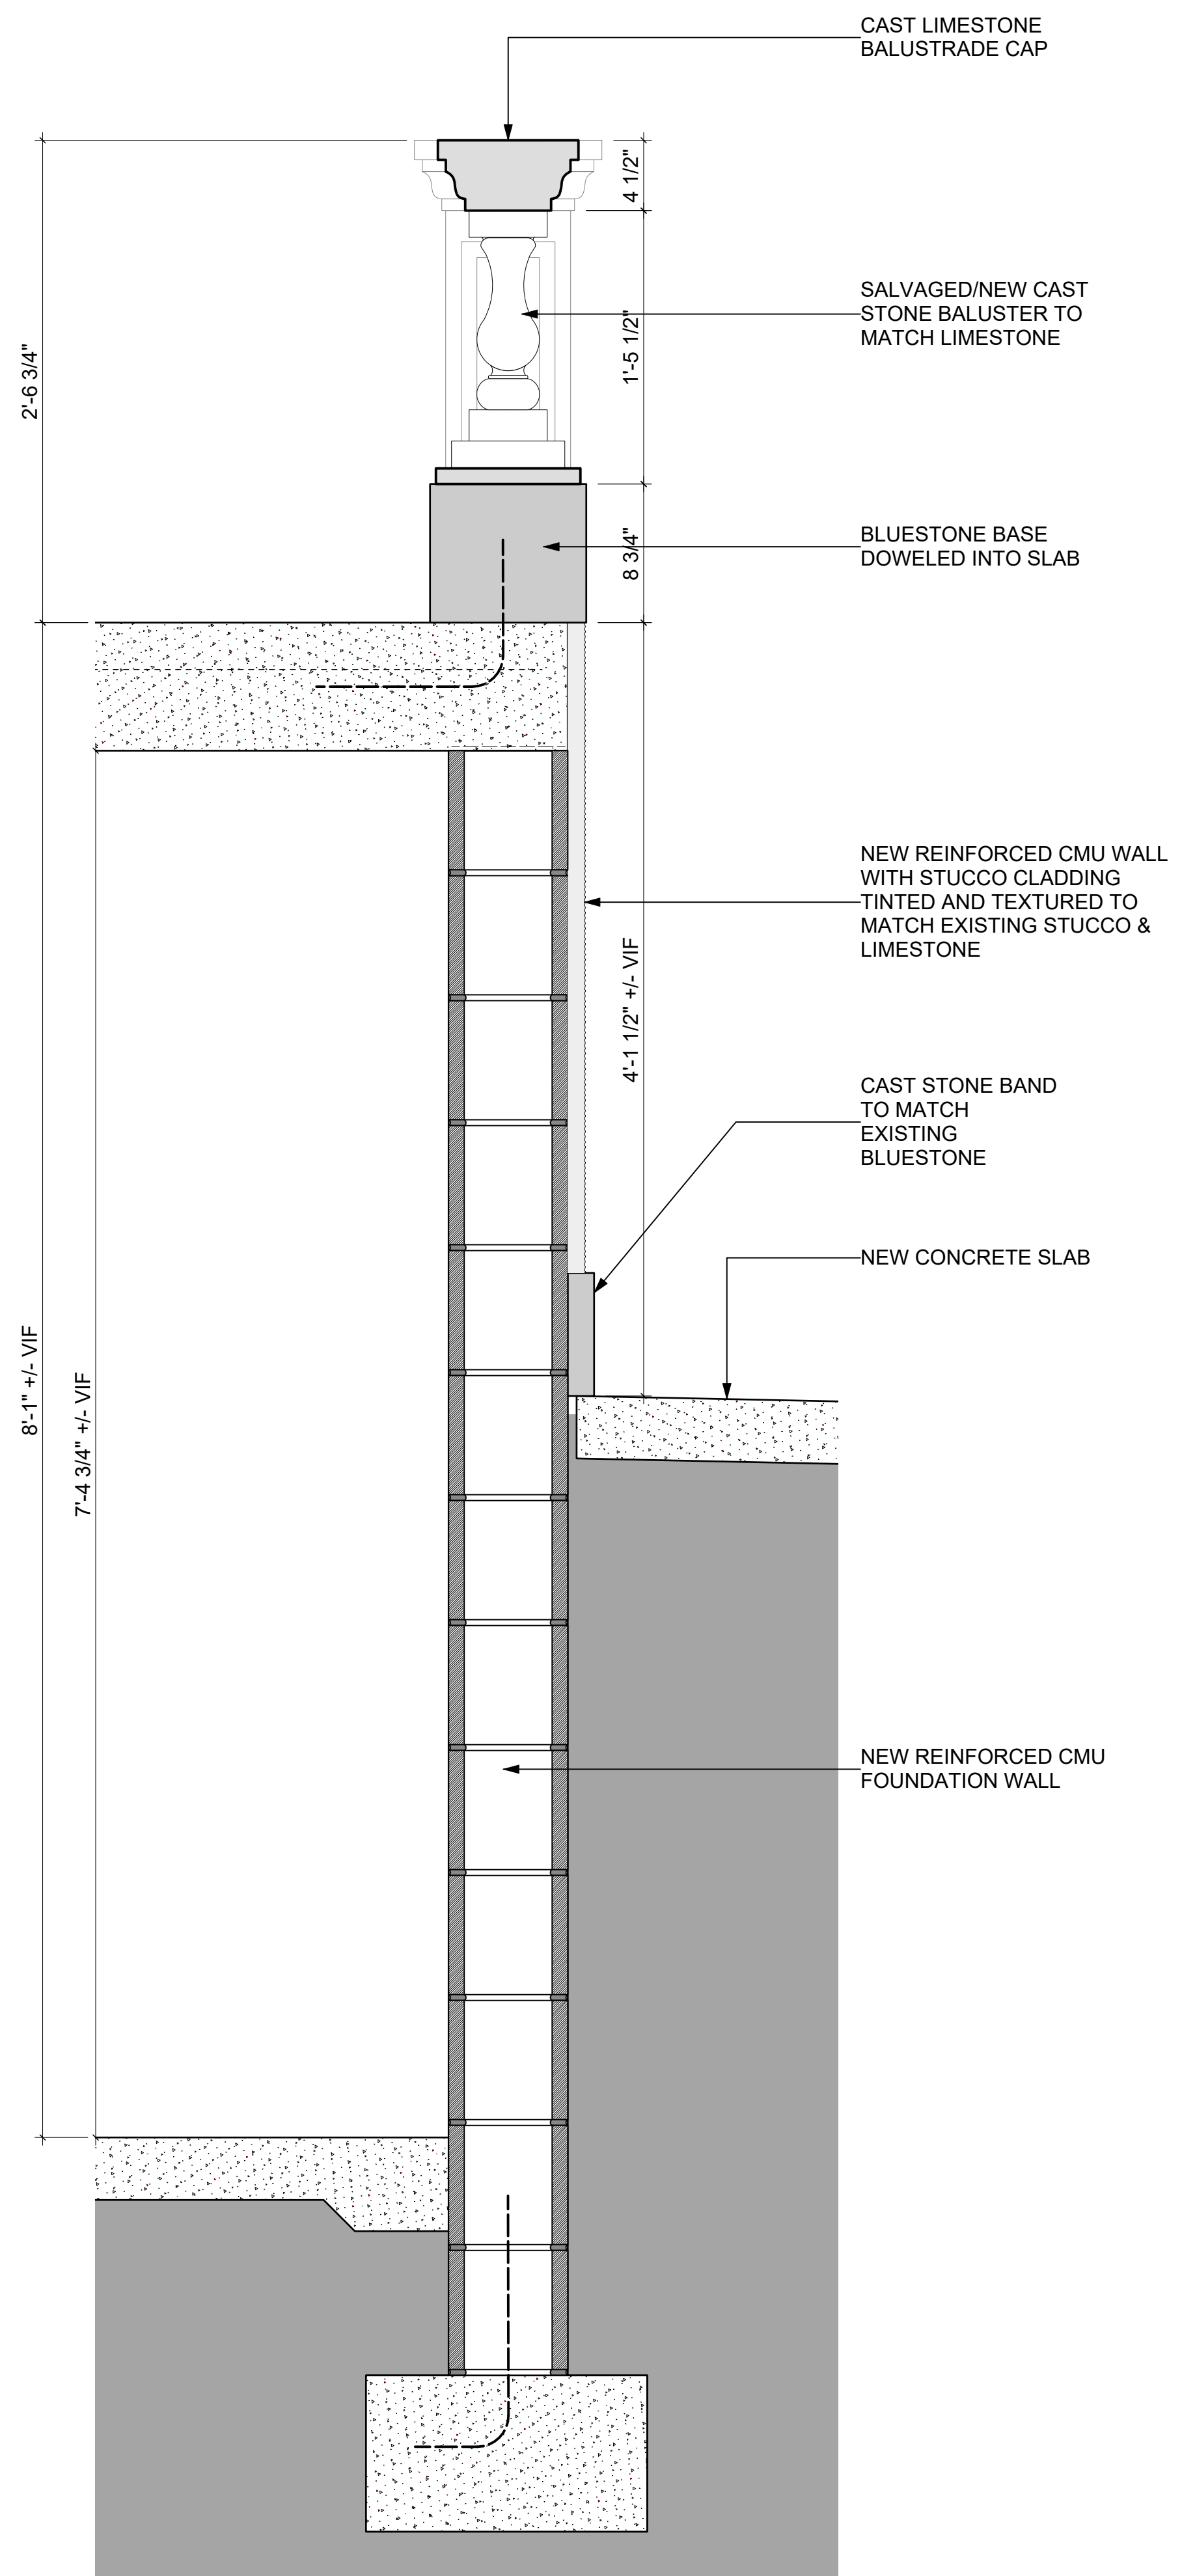 CAST LIMESTONE
BALUSTRADE CAP
4 1/2"
SALVAGED/NEW CAST
STONE BALUSTER TO
MATCH LIMESTONE
1'-5 1/2"
2'-6 3/4"
BLUESTONE BASE
DOWELED INTO SLAB
8 3/4"
NEW REINFORCED CMU WALL
WITH STUCCO CLADDING
TINTED AND TEXTURED TO
MATCH EXISTING STUCCO &
LIMESTONE
4'-1 1/2" +/- VIF
CAST STONE BAND
TO MATCH
EXISTING
BLUESTONE
NEW CONCRETE SLAB
8'-1" +/- VIF
7'-4 3/4" +/- VIF
NEW REINFORCED CMU
FOUNDATION WALL